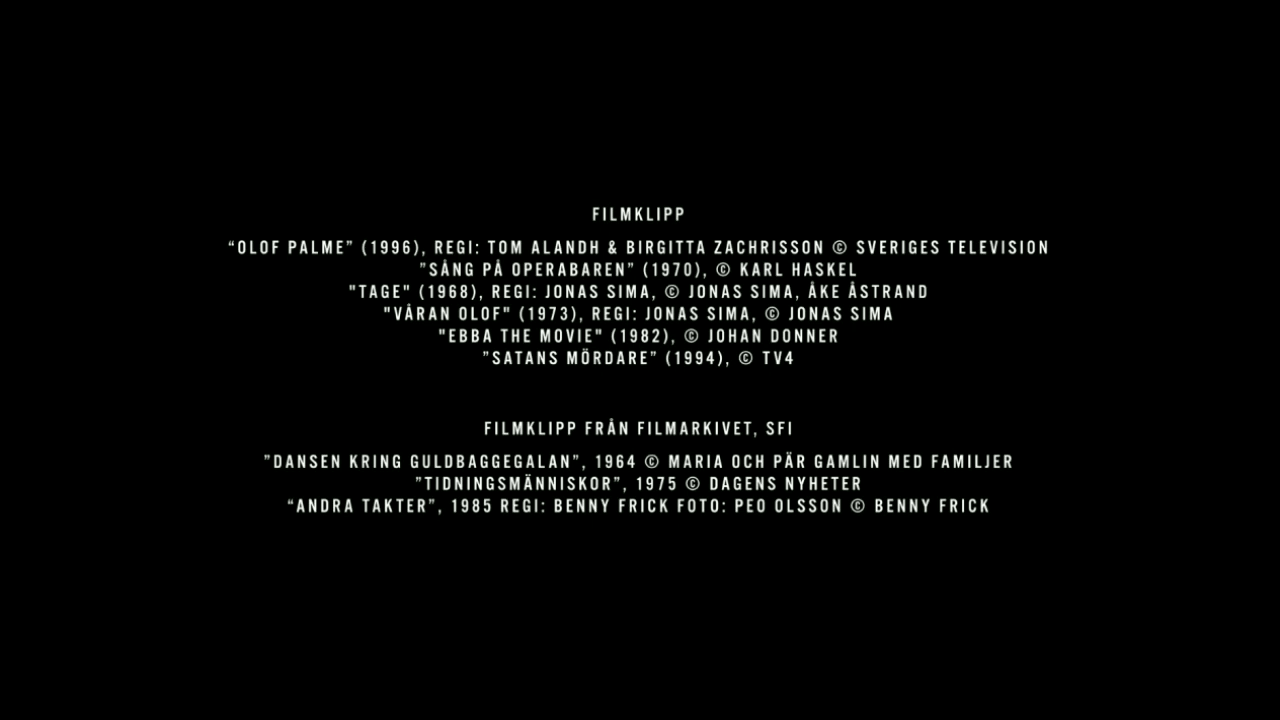 FILMKLIPP
“OLOF PALME” (1996), REGI: TOM ALANDH & BIRGITTA ZACHRISSON © SVERIGES TELEVISION
”SÅNG PÅ OPERABAREN” (1970), © KARL HASKEL
"TAGE" (1968), REGI: JONAS SIMA, © JONAS SIMA, ÅKE ÅSTRAND
"VÅRAN OLOF" (1973), REGI: JONAS SIMA, © JONAS SIMA
"EBBA THE MOVIE" (1982), © JOHAN DONNER
”SATANS MÖRDARE” (1994), © TV4
FILMKLIPP FRÅN FILMARKIVET, SFI
”DANSEN KRING GULDBAGGEGALAN”, 1964 © MARIA OCH PÄR GAMLIN MED FAMILJER
”TIDNINGSMÄNNISKOR”, 1975 © DAGENS NYHETER
“ANDRA TAKTER”, 1985 REGI: BENNY FRICK FOTO: PEO OLSSON © BENNY FRICK